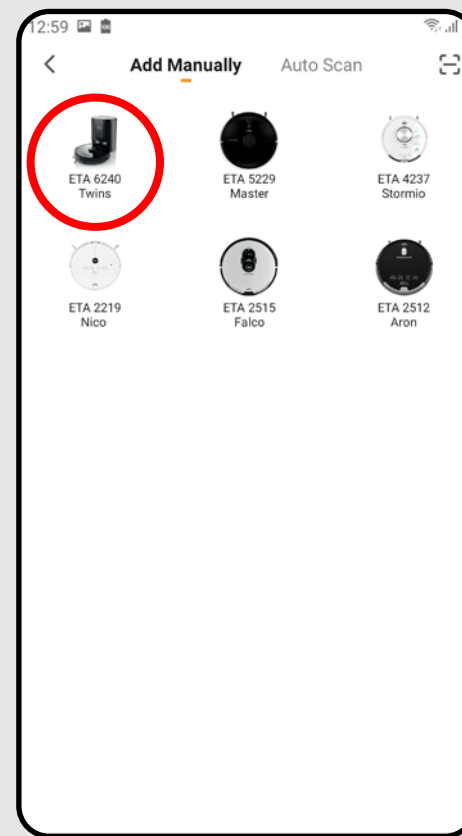 12:59
Add Manually Auto Scan
ETA 6240 ETA 5229 ETA 4237
Twins Master Stormio
ETA 2219 ETA 2515 ETA 2512
Nico Falco Aron